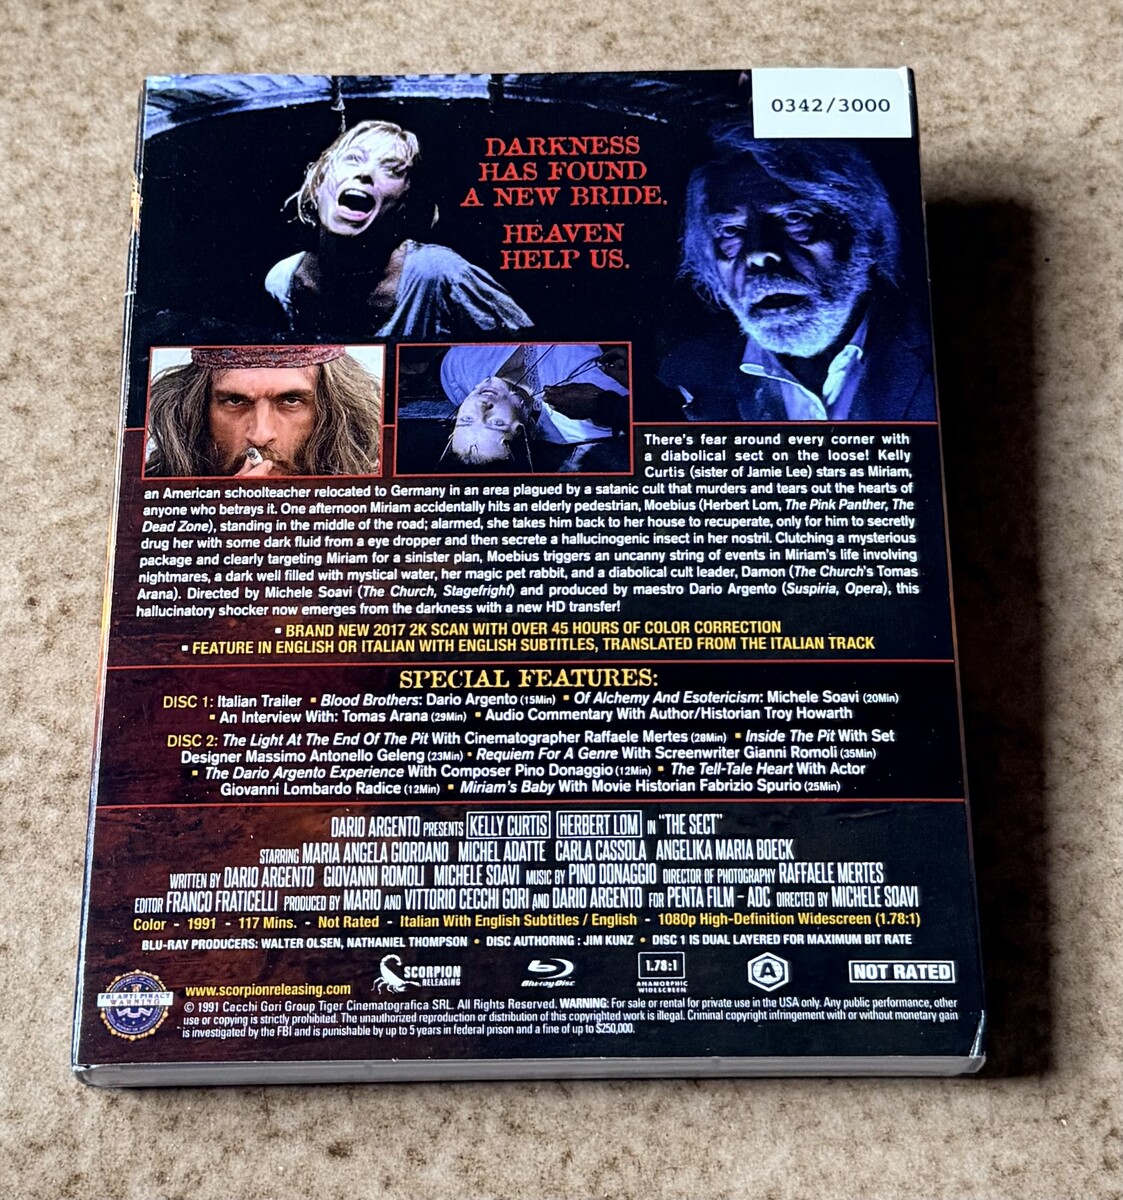 0342/3000
DARKNESS
HAS FOUND
A NEW BRIDE.
HEAVEN
HELP US.
There's fear around every corner with
a diabolical sect on the loose! Kelly
Curtis (sister of Jamie Lee) stars as Miriam,
an American schoolteacher relocated to Germany in an area plagued by a satanic cult that murders and tears out the hearts of
anyone who betrays it. One afternoon Miriam accidentally hits an elderly pedestrian, Moebius (Herbert Lom, The Pink Panther, The
Dead Zone), standing in the middle of the road; alarmed, she takes him back to her house to recuperate, only for him to secretly
drug her with some dark fluid from a eye dropper and then secrete a hallucinogenic insect in her nostril. Clutching a mysterious
package and clearly targeting Miriam for a sinister plan, Moebius triggers an uncanny string of events in Miriam's life involving
nightmares, a dark well filled with mystical water, her magic pet rabbit, and a diabolical cult leader, Damon (The Church's Tomas
Arana). Directed by Michele Soavi (The Church, Stagefright) and produced by maestro Dario Argento (Suspiria, Opera), this
hallucinatory shocker now emerges from the darkness with a new HD transfer!
▪ BRAND NEW 2017 2K SCAN WITH OVER 45 HOURS OF COLOR CORRECTION
▪ FEATURE IN ENGLISH OR ITALIAN WITH ENGLISH SUBTITLES, TRANSLATED FROM THE ITALIAN TRACK
SPECIAL FEATURES:
DISC 1: Italian Trailer ▪ Blood Brothers: Dario Argento (15Min) ▪ Of Alchemy And Esotericism: Michele Soavi (20Min)
▪ An Interview With: Tomas Arana (29Min) ▪ Audio Commentary With Author/Historian Troy Howarth
DISC 2: The Light At The End Of The Pit With Cinematographer Raffaele Mertes (28Min) ▪ Inside The Pit With Set
Designer Massimo Antonello Geleng (23Min) ▪ Requiem For A Genre With Screenwriter Gianni Romoli (35Min)
▪ The Dario Argento Experience With Composer Pino Donaggio (12Min) ▪ The Tell-Tale Heart With Actor
Giovanni Lombardo Radice (12Min) ▪ Miriam's Baby With Movie Historian Fabrizio Spurio (25Min)
DARIO ARGENTO PRESENTS KELLY CURTIS HERBERT LOM IN "THE SECT"
STARRING MARIA ANGELA GIORDANO MICHEL ADATTE CARLA CASSOLA ANGELIKA MARIA BOECK
WRITTEN BY DARIO ARGENTO GIOVANNI ROMOLI MICHELE SOAVI MUSIC BY PINO DONAGGIO DIRECTOR OF PHOTOGRAPHY RAFFAELE MERTES
EDITOR FRANCO FRATICELLI PRODUCED BY MARIO AND VITTORIO CECCHI GORI AND DARIO ARGENTO FOR PENTA FILM – ADC DIRECTED BY MICHELE SOAVI
Color - 1991 - 117 Mins. - Not Rated - Italian With English Subtitles / English - 1080p High-Definition Widescreen (1.78:1)
BLU-RAY PRODUCERS: WALTER OLSEN, NATHANIEL THOMPSON • DISC AUTHORING : JIM KUNZ • DISC 1 IS DUAL LAYERED FOR MAXIMUM BIT RATE
SCORPION RELEASING Blu-ray Disc 1.78:1 ANAMORPHIC WIDESCREEN A NOT RATED
FBI ANTI-PIRACY WARNING
www.scorpionreleasing.com
© 1991 Cecchi Gori Group Tiger Cinematografica SRL. All Rights Reserved. WARNING: For sale or rental for private use in the USA only. Any public performance, other
use or copying is strictly prohibited. The unauthorized reproduction or distribution of this copyrighted work is illegal. Criminal copyright infringement with or without monetary gain
is investigated by the FBI and is punishable by up to 5 years in federal prison and a fine of up to $250,000.